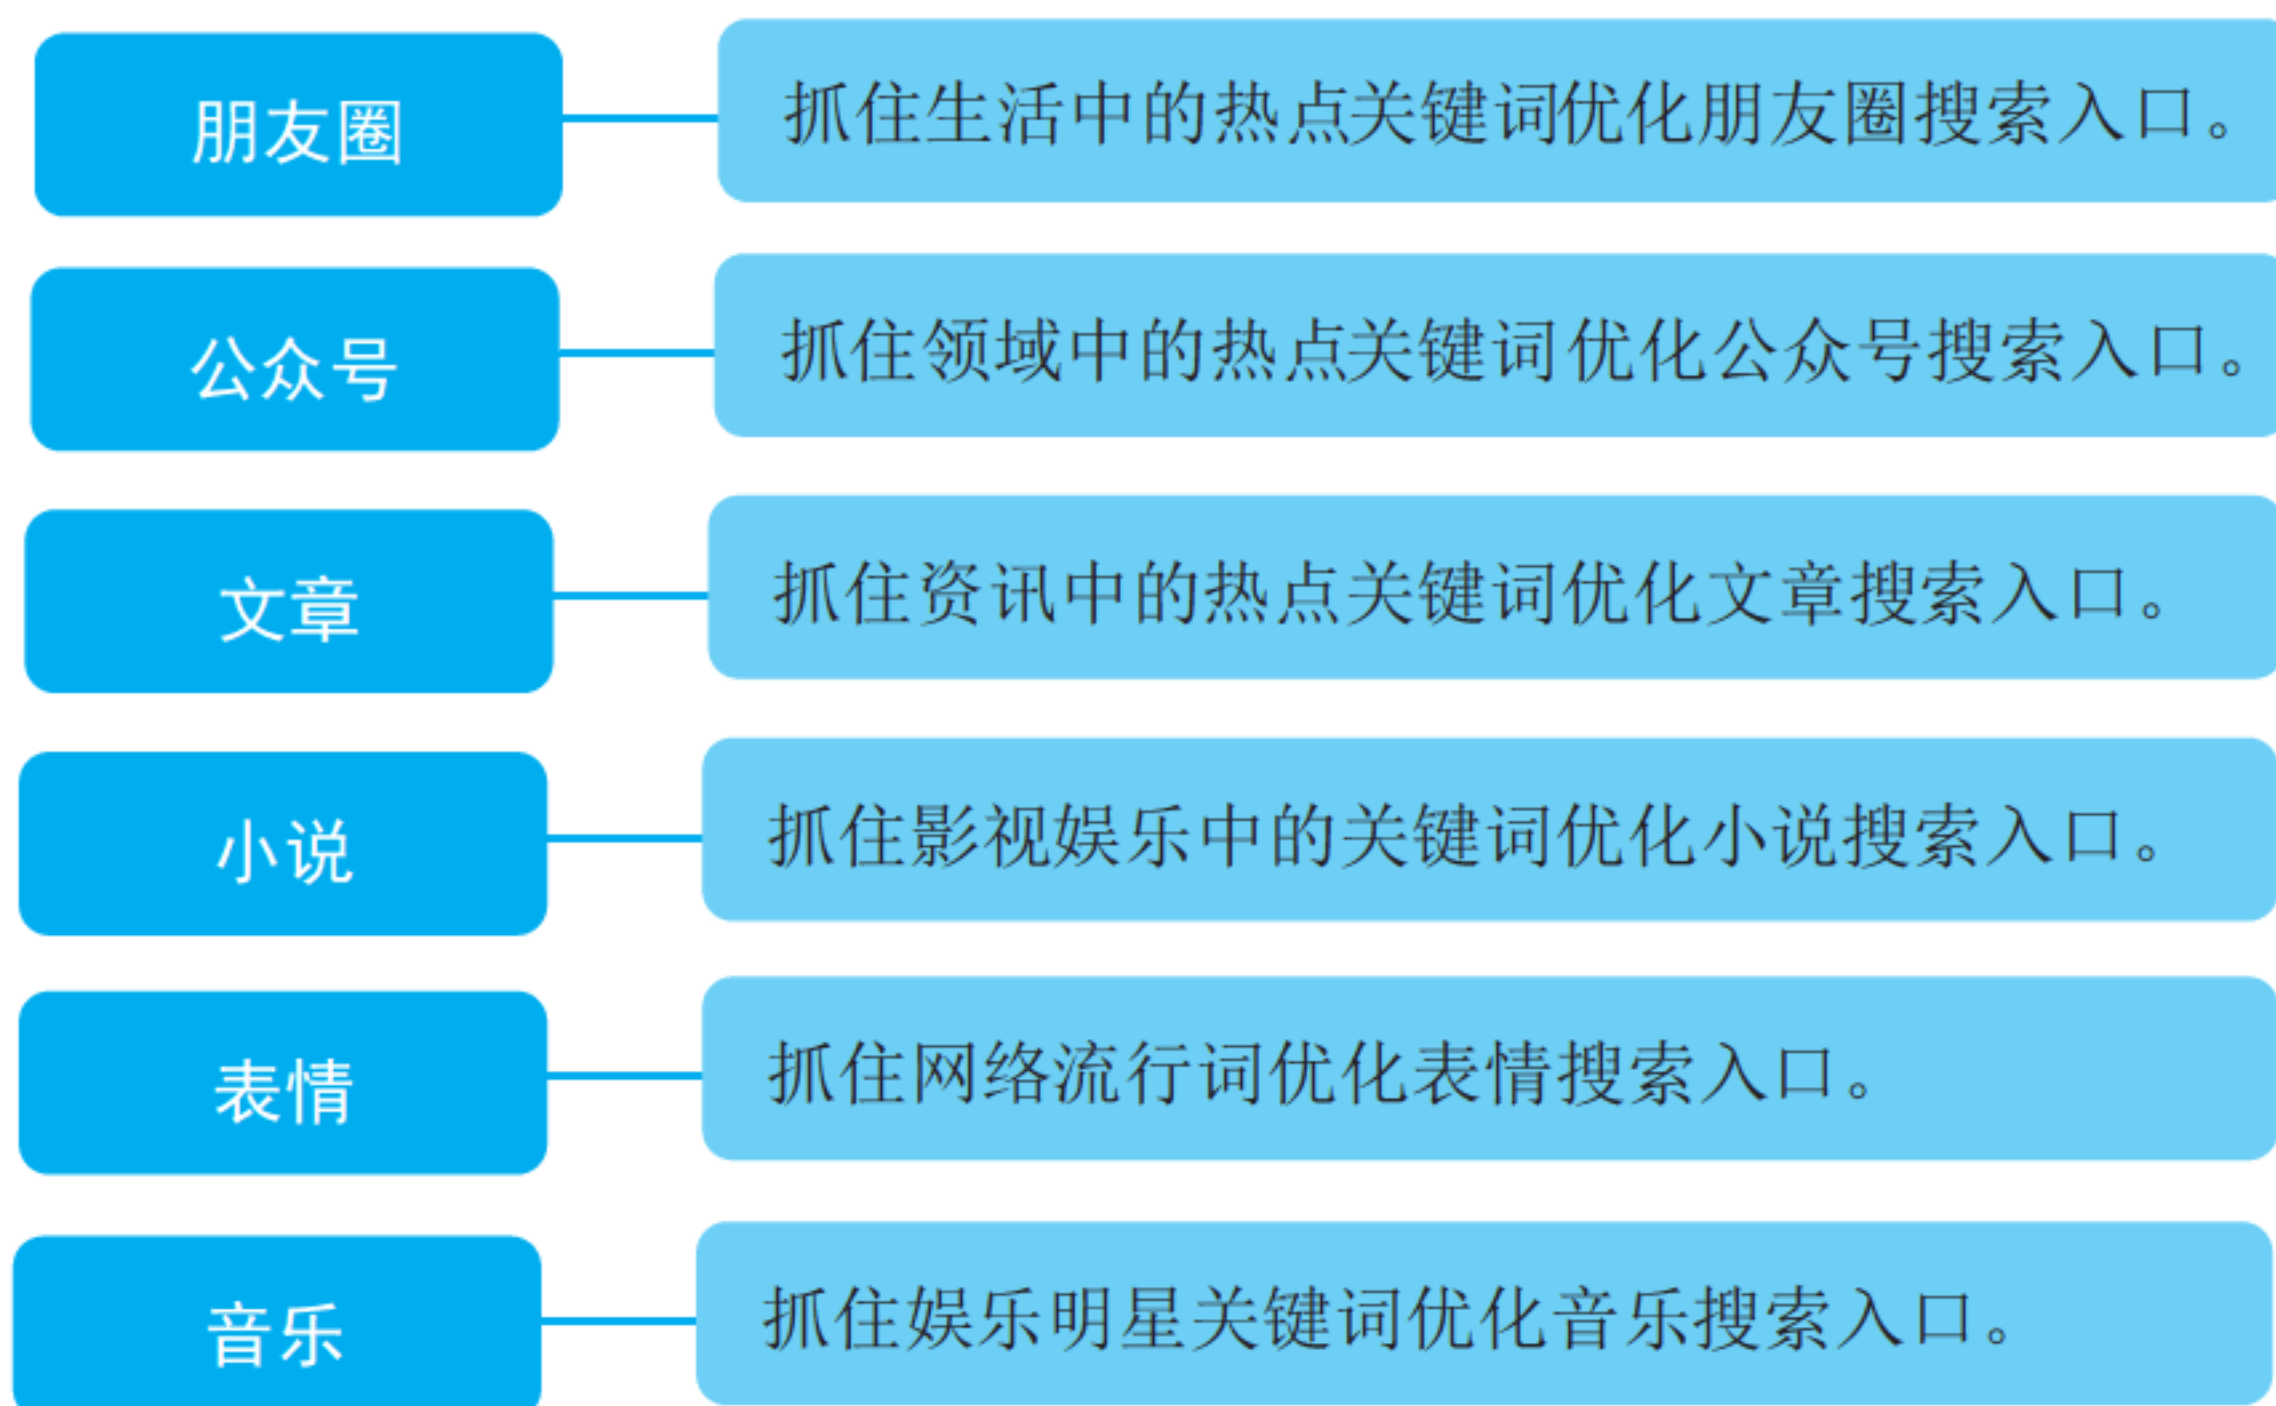 朋友圈
抓住生活中的热点关键词优化朋友圈搜索入口。
公众号
抓住领域中的热点关键词优化公众号搜索入口。
文章
抓住资讯中的热点关键词优化文章搜索入口。
小说
抓住影视娱乐中的关键词优化小说搜索入口。
表情
抓住网络流行词优化表情搜索入口。
音乐
抓住娱乐明星关键词优化音乐搜索入口。